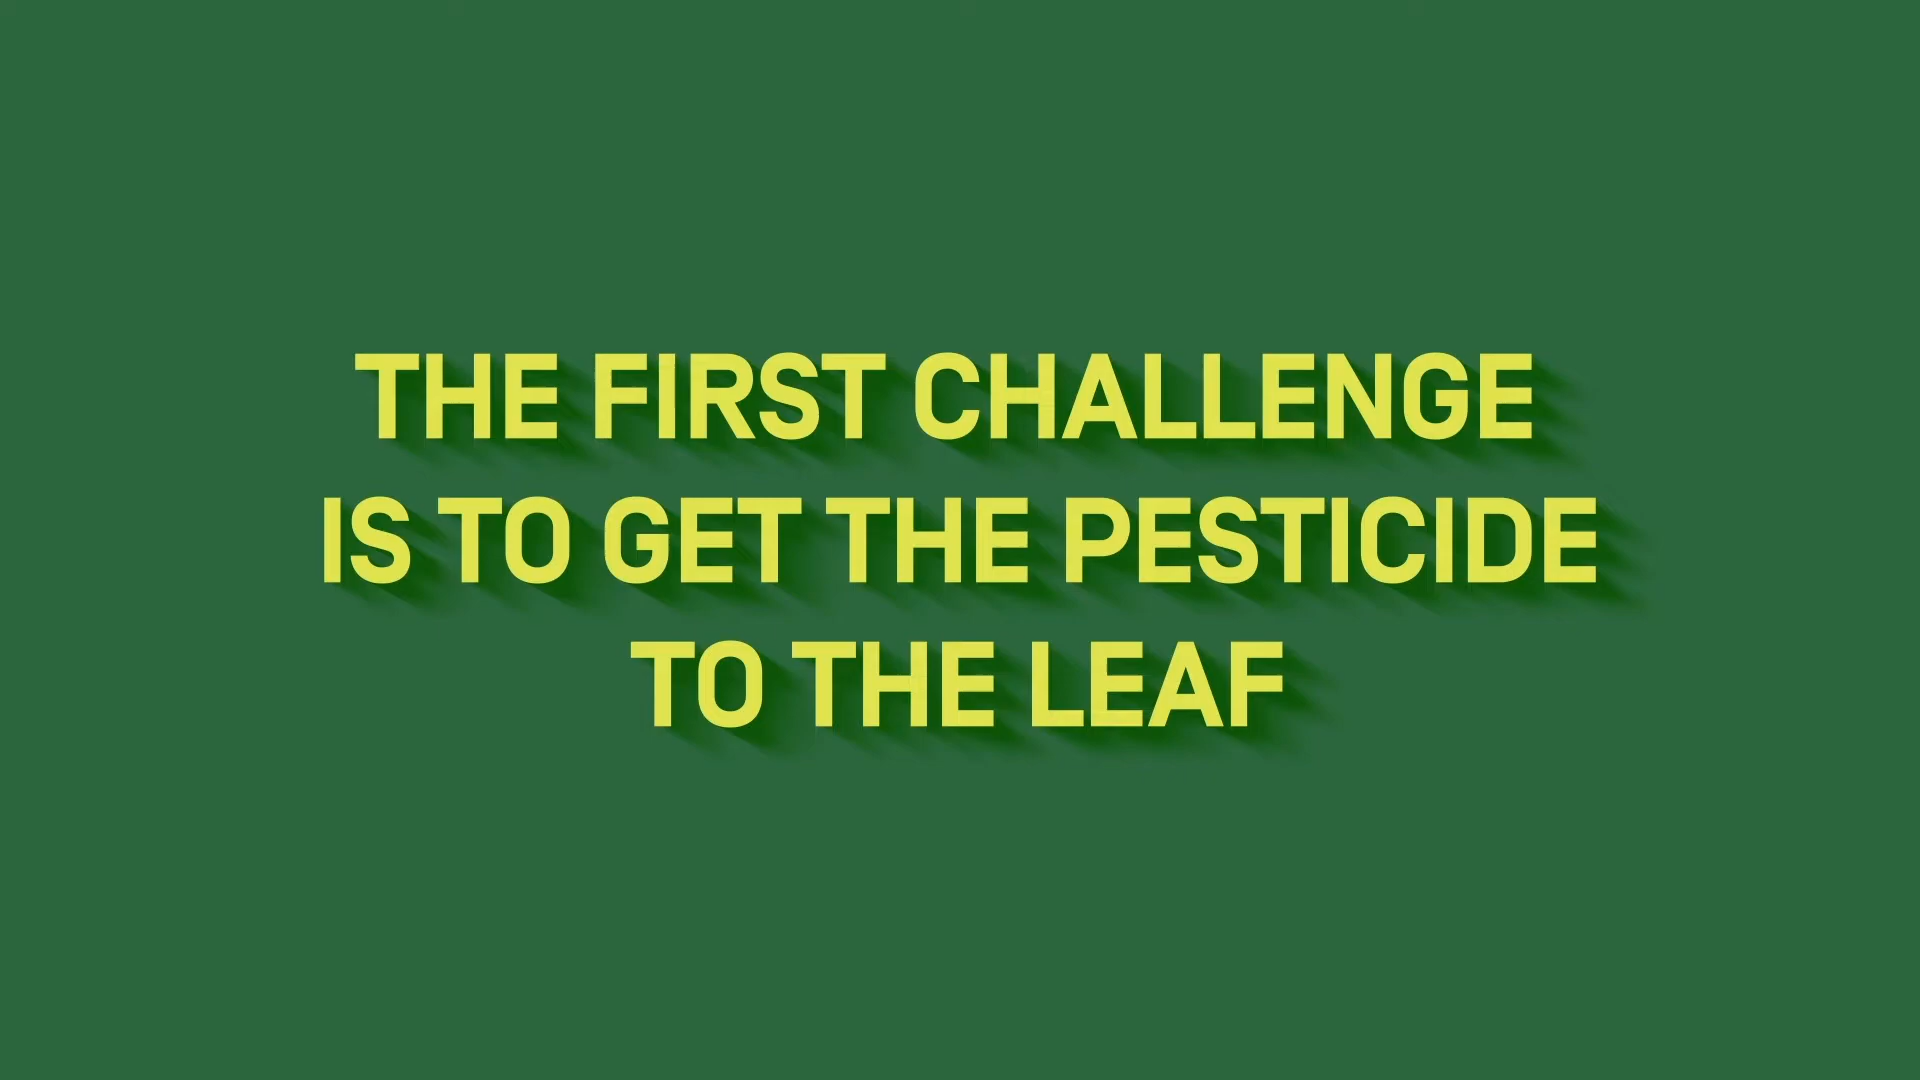 THE FIRST CHALLENGE
IS TO GET THE PESTICIDE
TO THE LEAF